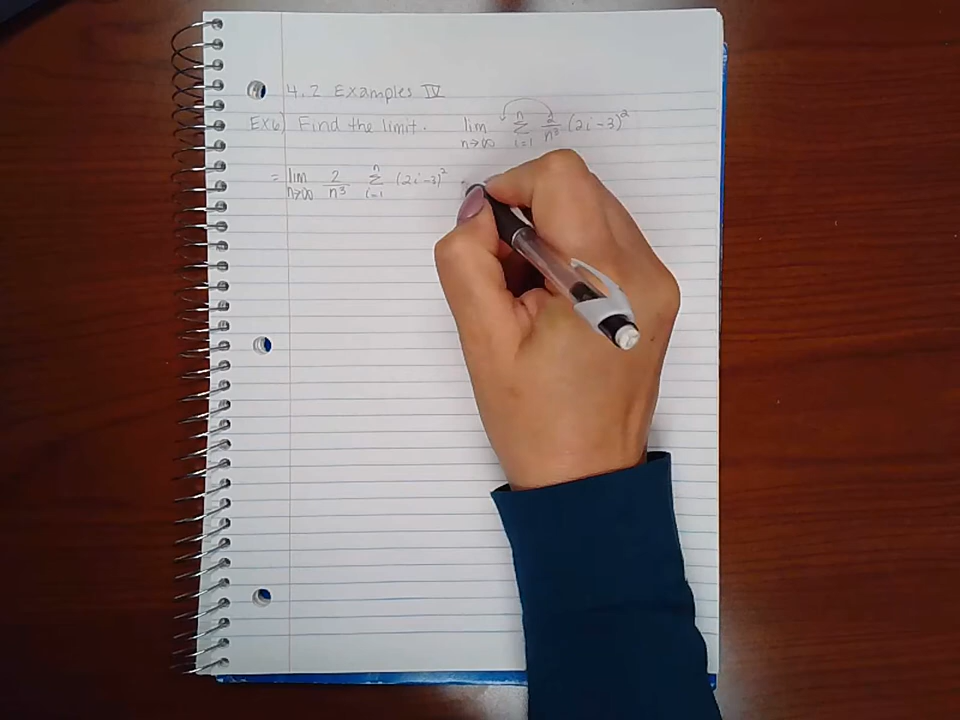 4.2 Examples IV
Ex6) Find the limit. lim n→∞ n Σ i=1 2/n³ (2i-3)²
= lim n→∞ 2/n³ n Σ i=1 (2i-3)²